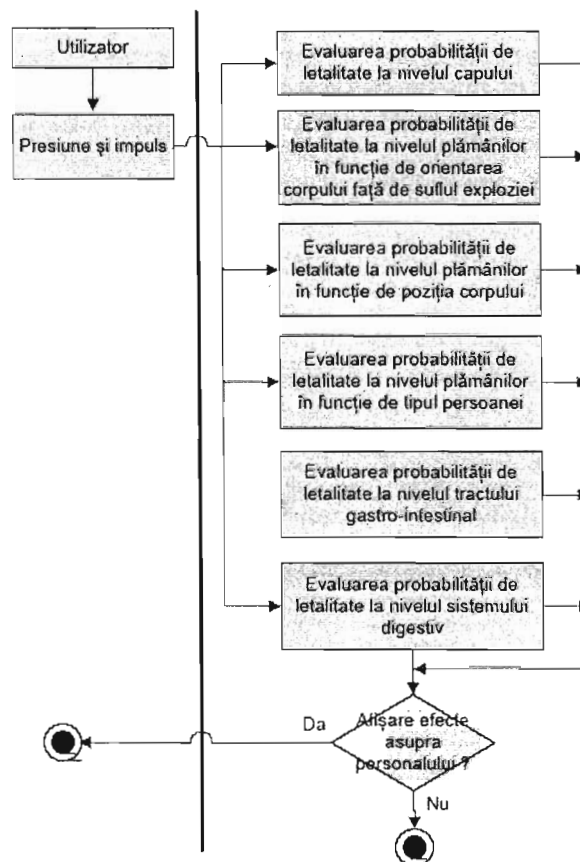 Utilizator
Presiune și impuls
Evaluarea probabilității de
letalitate la nivelul capului
Evaluarea probabilității de
letalitate la nivelul plămânilor
în funcție de orientarea
corpului față de suflul exploziei
Evaluarea probabilității de
letalitate la nivelul plămânilor
în funcție de poziția corpului
Evaluarea probabilității de
letalitate la nivelul plămânilor
în funcție de tipul persoanei
Evaluarea probabilității de
letalitate la nivelul tractului
gastro-intestinal
Evaluarea probabilității de
letalitate la nivelul sistemului
digestiv
Afișare efecte
asupra
personalului ?
Da
Nu